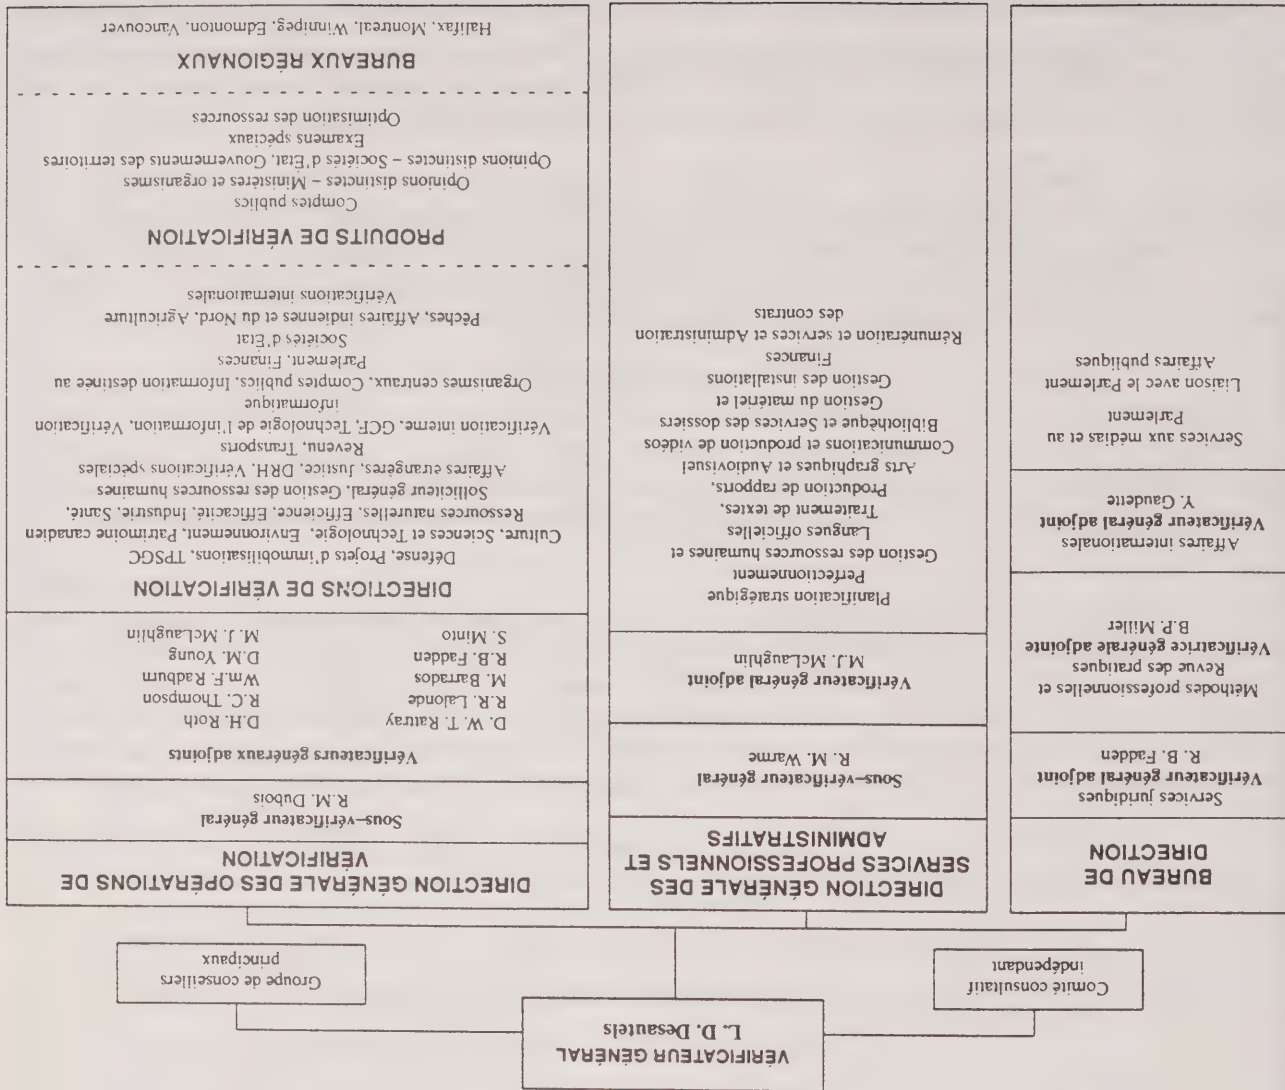 VÉRIFICATEUR GÉNÉRAL
L. D. Desautels
Comité consultatif
indépendant
Groupe de conseillers
principaux
BUREAU DE
DIRECTION
Services juridiques
Vérificateur général adjoint
R. B. Fadden
Méthodes professionnelles et
Revue des pratiques
Vérificatrice générale adjointe
B.P. Miller
Affaires internationales
Vérificateur général adjoint
Y. Gaudette
Services aux médias et au
Parlement
Liaison avec le Parlement
Affaires publiques
DIRECTION GÉNÉRALE DES
SERVICES PROFESSIONNELS ET
ADMINISTRATIFS
Sous–vérificateur général
R. M. Warme
Vérificateur général adjoint
M.J. McLaughlin
Planification stratégique
Perfectionnement
Gestion des ressources humaines et
Langues officielles
Traitement de textes,
Production de rapports,
Arts graphiques et Audiovisuel
Communications et production de vidéos
Bibliothèque et Services des dossiers
Gestion du matériel et
Gestion des installations
Finances
Rémunération et services et Administration
des contrats
DIRECTION GÉNÉRALE DES OPÉRATIONS DE
VÉRIFICATION
Sous–vérificateur général
R.M. Dubois
Vérificateurs généraux adjoints
D. W. T. Rattray D.H. Roth
R.R. Lalonde R.C. Thompson
M. Barrados Wm.F. Radburn
R.B. Fadden D.M. Young
S. Minto M. J. McLaughlin
DIRECTIONS DE VÉRIFICATION
Défense, Projets d'immobilisations, TPSGC
Culture, Sciences et Technologie, Environnement, Patrimoine canadien
Ressources naturelles, Efficience, Efficacité, Industrie, Santé,
Solliciteur général, Gestion des ressources humaines
Affaires étrangères, Justice, DRH, Vérifications spéciales
Revenu, Transports
Vérification interne, GCF, Technologie de l'information, Vérification
informatique
Organismes centraux, Comptes publics, Information destinée au
Parlement, Finances
Sociétés d'État
Pêches, Affaires indiennes et du Nord, Agriculture
Vérifications internationales
PRODUITS DE VÉRIFICATION
Comptes publics
Opinions distinctes – Ministères et organismes
Opinions distinctes – Sociétés d'État, Gouvernements des territoires
Examens spéciaux
Optimisation des ressources
BUREAUX RÉGIONAUX
Halifax, Montreal, Winnipeg, Edmonton, Vancouver